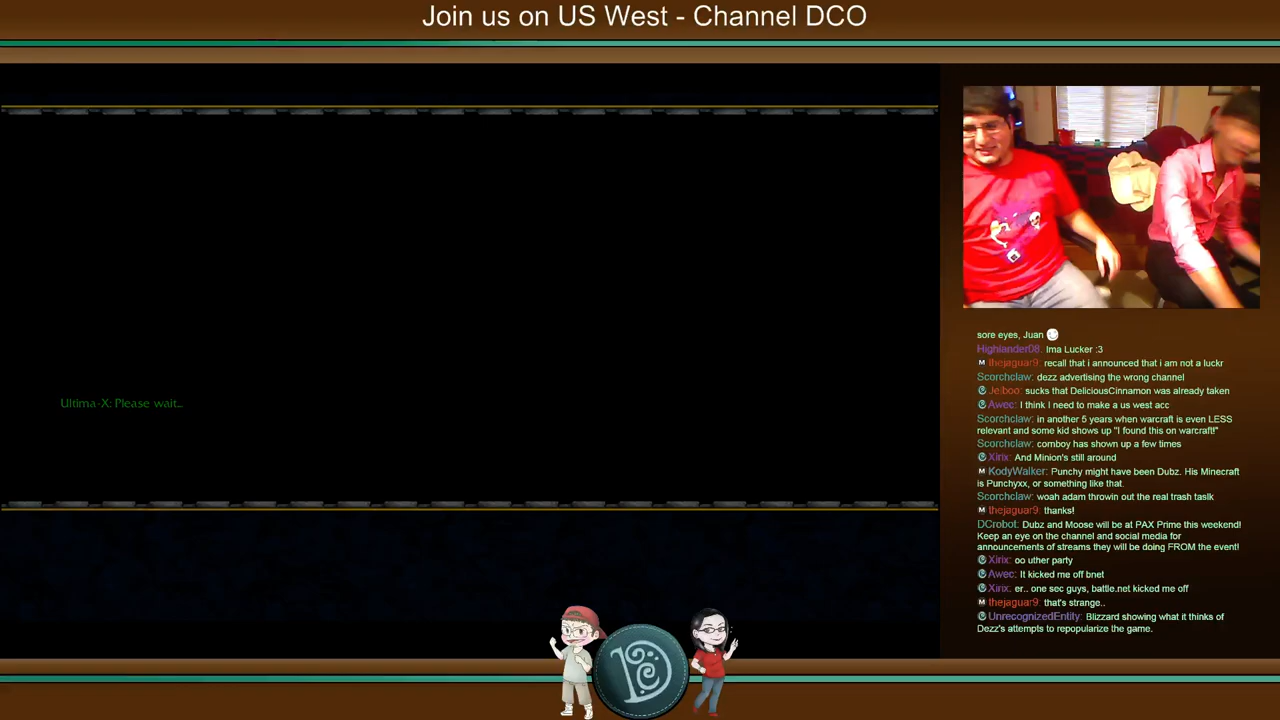 Join us on US West - Channel DCO
Ultima-X: Please wait...
sore eyes, Juan
Highlander08: Ima Lucker :3
thejaguar9: recall that i announced that i am not a luckr
Scorchclaw: dezz advertising the wrong channel
Jelboo: sucks that DeliciousCinnamon was already taken
Awec: I think I need to make a us west acc
Scorchclaw: in another 5 years when warcraft is even LESS
relevant and some kid shows up "I found this on warcraft!"
Scorchclaw: comboy has shown up a few times
Xirix: And Minion's still around
KodyWalker: Punchy might have been Dubz. His Minecraft
is Punchyxx, or something like that.
Scorchclaw: woah adam throwin out the real trash taslk
thejaguar9: thanks!
DCrobot: Dubz and Moose will be at PAX Prime this weekend!
Keep an eye on the channel and social media for
announcements of streams they will be doing FROM the event!
Xirix: oo uther party
Awec: It kicked me off bnet
Xirix: er.. one sec guys, battle.net kicked me off
thejaguar9: that's strange..
UnrecognizedEntity: Blizzard showing what it thinks of
Dezz's attempts to repopularize the game.